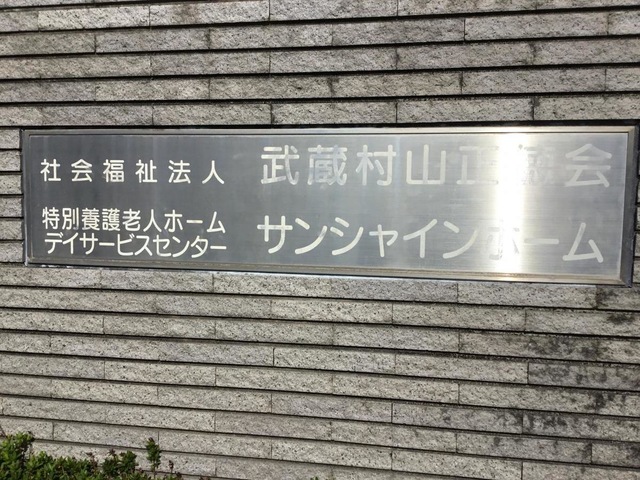 社会福祉法人 武蔵村山正徳会
特別養護老人ホーム
デイサービスセンター サンシャインホーム